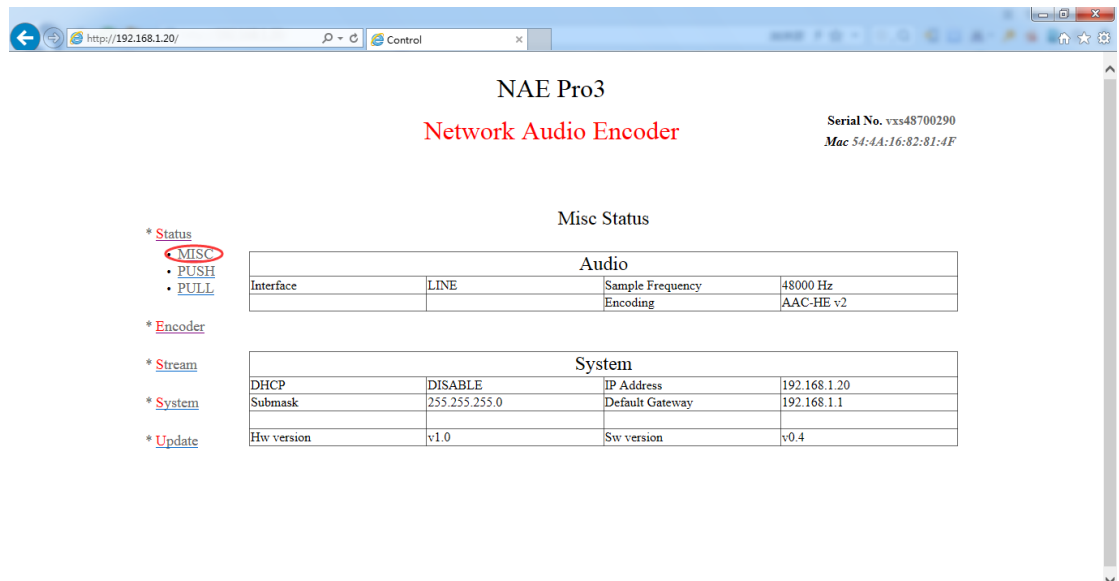 http://192.168.1.20/
Control
NAE Pro3
Network Audio Encoder
Serial No. vxs48700290
Mac 54:4A:16:82:81:4F
Misc Status
* Status
• MISC
• PUSH
• PULL
* Encoder
* Stream
* System
* Update
Audio
Interface LINE Sample Frequency 48000 Hz
Encoding AAC-HE v2
System
DHCP DISABLE IP Address 192.168.1.20
Submask 255.255.255.0 Default Gateway 192.168.1.1
Hw version v1.0 Sw version v0.4